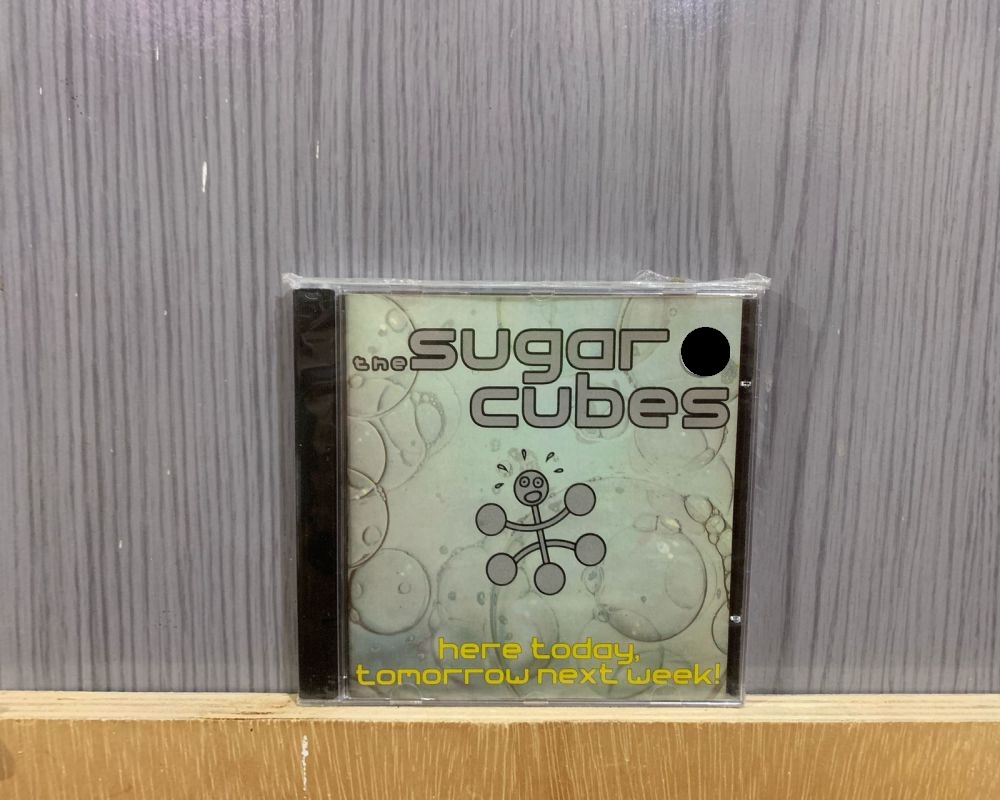 the sugar
cubes
here today,
tomorrow next week!